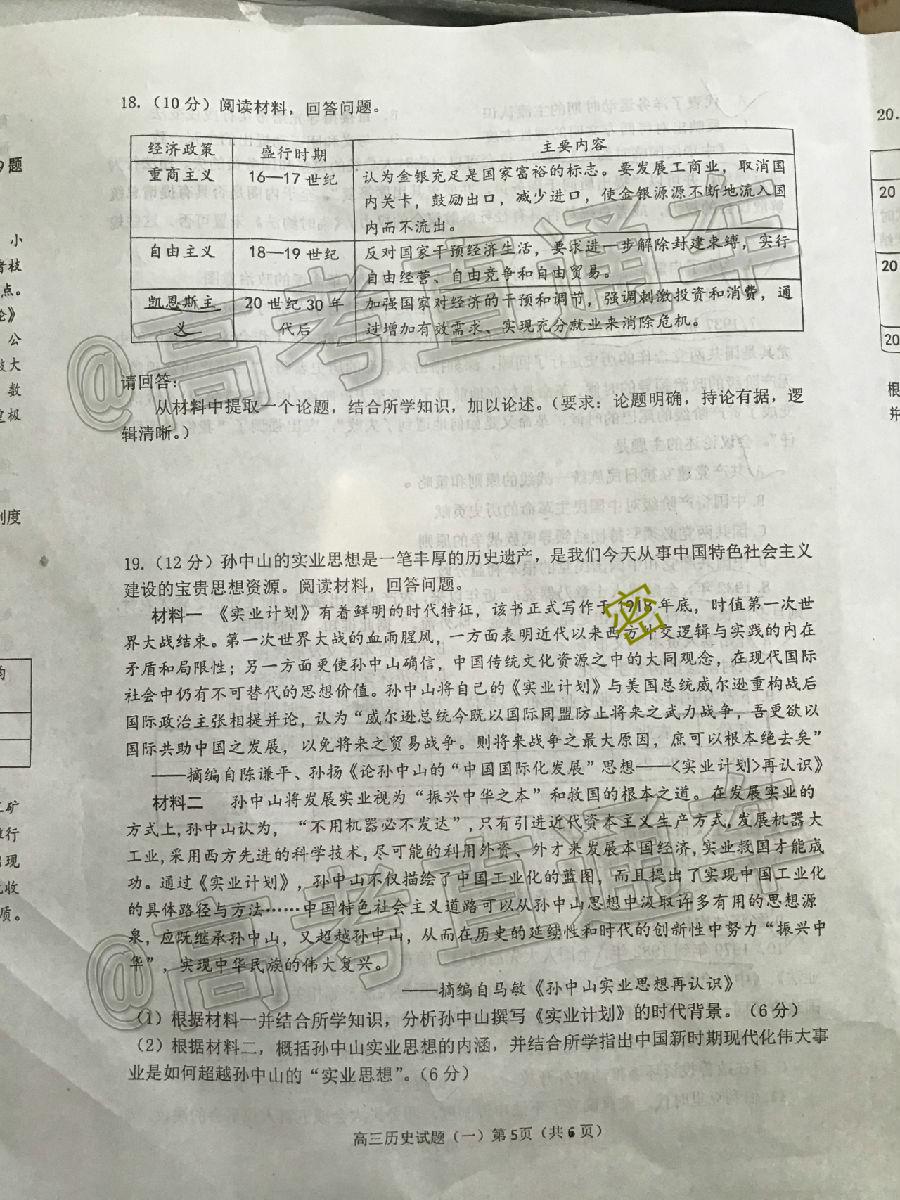 18.（10分）阅读材料，回答问题。
经济政策 盛行时期 主要内容
重商主义 16—17世纪 认为金银充足是国家富裕的标志。要发展工商业，取消国
内关卡，鼓励出口，减少进口，使金银源源不断地流入国
内而不流出。
自由主义 18—19世纪 反对国家干预经济生活，要求进一步解除封建束缚，实行
自由经营、自由竞争和自由贸易。
凯恩斯主 20世纪30年 加强国家对经济的干预和调节，强调刺激投资和消费，通
义 代后 过增加有效需求、实现充分就业来消除危机。
请回答：
从材料中提取一个论题，结合所学知识，加以论述。（要求：论题明确，持论有据，逻
辑清晰。）
19.（12分）孙中山的实业思想是一笔丰厚的历史遗产，是我们今天从事中国特色社会主义
建设的宝贵思想资源。阅读材料，回答问题。
材料一 《实业计划》有着鲜明的时代特征，该书正式写作于1918年底，时值第一次世
界大战结束。第一次世界大战的血雨腥风，一方面表明近代以来西方外交逻辑与实践的内在
矛盾和局限性；另一方面更使孙中山确信，中国传统文化资源之中的大同观念，在现代国际
社会中仍有不可替代的思想价值。孙中山将自己的《实业计划》与美国总统威尔逊重构战后
国际政治主张相提并论，认为“威尔逊总统今既以国际同盟防止将来之武力战争，吾更欲以
国际共助中国之发展，以免将来之贸易战争。则将来战争之最大原因，庶可以根本绝去矣”
——摘编自陈谦平、孙扬《论孙中山的“中国国际化发展”思想——<实业计划>再认识》
材料二 孙中山将发展实业视为“振兴中华之本”和救国的根本之道。在发展实业的
方式上，孙中山认为，“不用机器必不发达”，只有引进近代资本主义生产方式，发展机器大
工业，采用西方先进的科学技术，尽可能的利用外资、外才来发展本国经济，实业救国才能成
功。通过《实业计划》，孙中山不仅描绘了中国工业化的蓝图，而且提出了实现中国工业化
的具体路径与方法……中国特色社会主义道路可以从孙中山思想中汲取许多有用的思想源
泉，应既继承孙中山，又超越孙中山，从而在历史的延续性和时代的创新性中努力“振兴中
华”，实现中华民族的伟大复兴。
——摘编自马敏《孙中山实业思想再认识》
（1）根据材料一并结合所学知识，分析孙中山撰写《实业计划》的时代背景。（6分）
（2）根据材料二，概括孙中山实业思想的内涵，并结合所学指出中国新时期现代化伟大事
业是如何超越孙中山的“实业思想”。（6分）
高三历史试题（一）第5页（共6页）
@高考直通车
@高考直通车
密
9题
小
点。
公
数
制度
矿
推行
出现
收
质。
20.
20
20
20
根
并